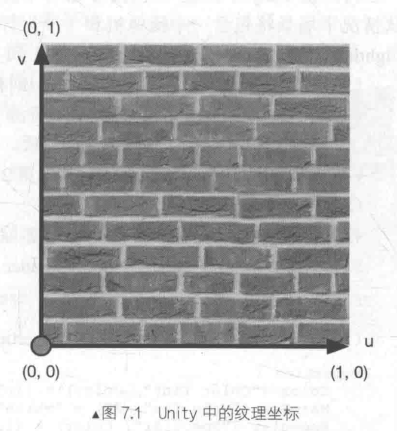 (0, 1)
v
u
(0, 0)
(1, 0)
▲图 7.1 Unity 中的纹理坐标